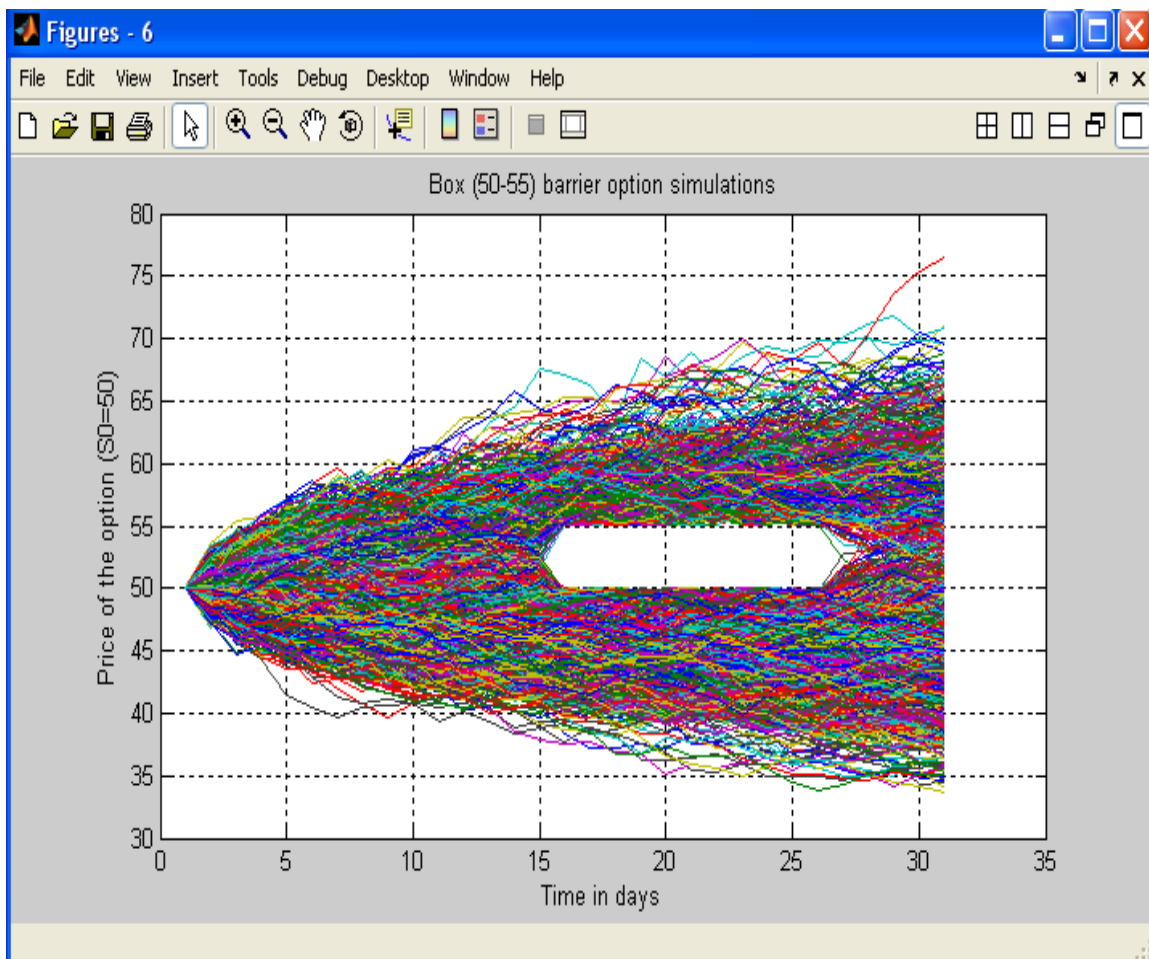 Figures - 6
File Edit View Insert Tools Debug Desktop Window Help
Box (50-55) barrier option simulations
80
75
70
65
60
55
50
45
40
35
30
Price of the option (S0=50)
0 5 10 15 20 25 30 35
Time in days